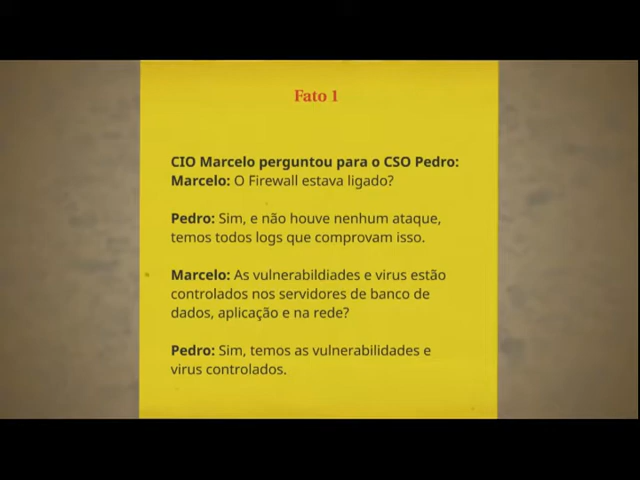 Fato 1
CIO Marcelo perguntou para o CSO Pedro:
Marcelo: O Firewall estava ligado?
Pedro: Sim, e não houve nenhum ataque,
temos todos logs que comprovam isso.
Marcelo: As vulnerabildiades e virus estão
controlados nos servidores de banco de
dados, aplicação e na rede?
Pedro: Sim, temos as vulnerabilidades e
virus controlados.